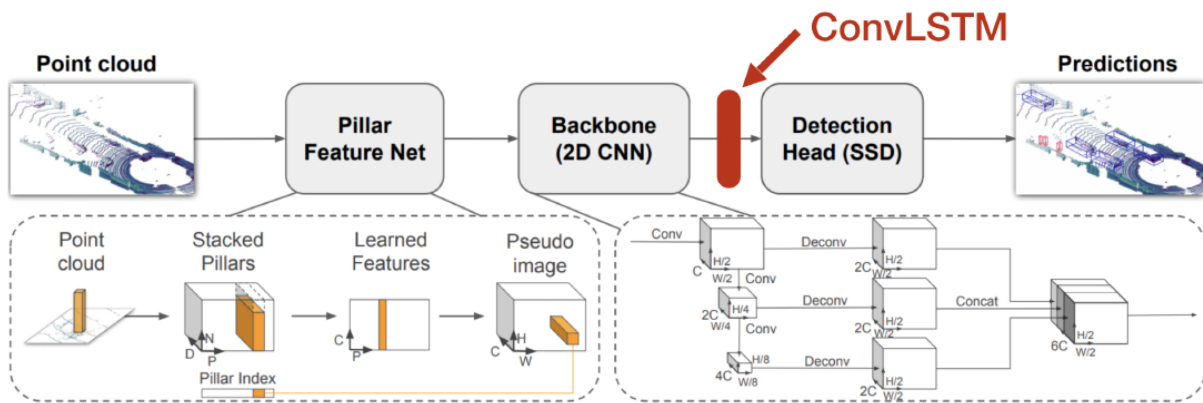 ConvLSTM
Point cloud
Predictions
Pillar
Feature Net
Backbone
(2D CNN)
Detection
Head (SSD)
Point
cloud
Stacked
Pillars
Learned
Features
Pseudo
image
D
N
P
C
P
C
H
W
Pillar Index
Conv
C
H/2
W/2
Conv
2C
H/4
W/4
Conv
4C
H/8
W/8
Deconv
2C
H/2
W/2
Deconv
2C
H/2
W/2
Deconv
2C
H/2
W/2
Concat
6C
H/2
W/2